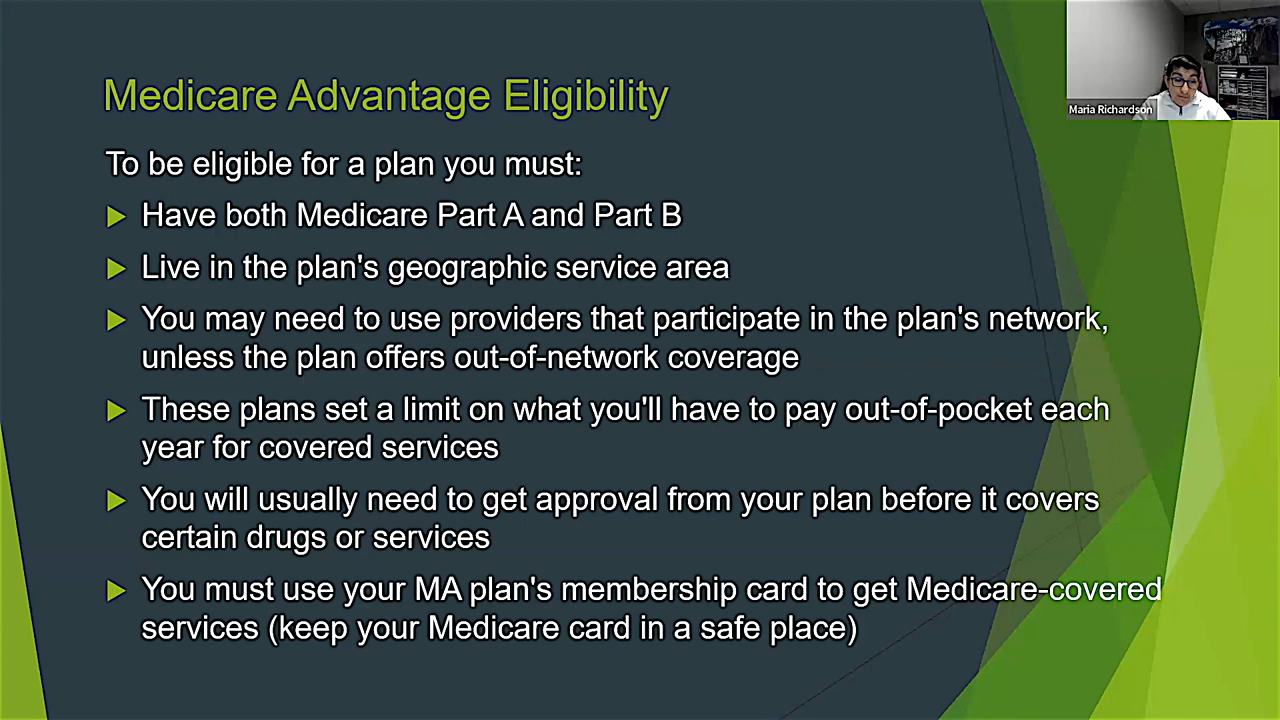 Medicare Advantage Eligibility
Maria Richardson
To be eligible for a plan you must:
Have both Medicare Part A and Part B
Live in the plan's geographic service area
You may need to use providers that participate in the plan's network,
unless the plan offers out-of-network coverage
These plans set a limit on what you'll have to pay out-of-pocket each
year for covered services
You will usually need to get approval from your plan before it covers
certain drugs or services
You must use your MA plan's membership card to get Medicare-covered
services (keep your Medicare card in a safe place)